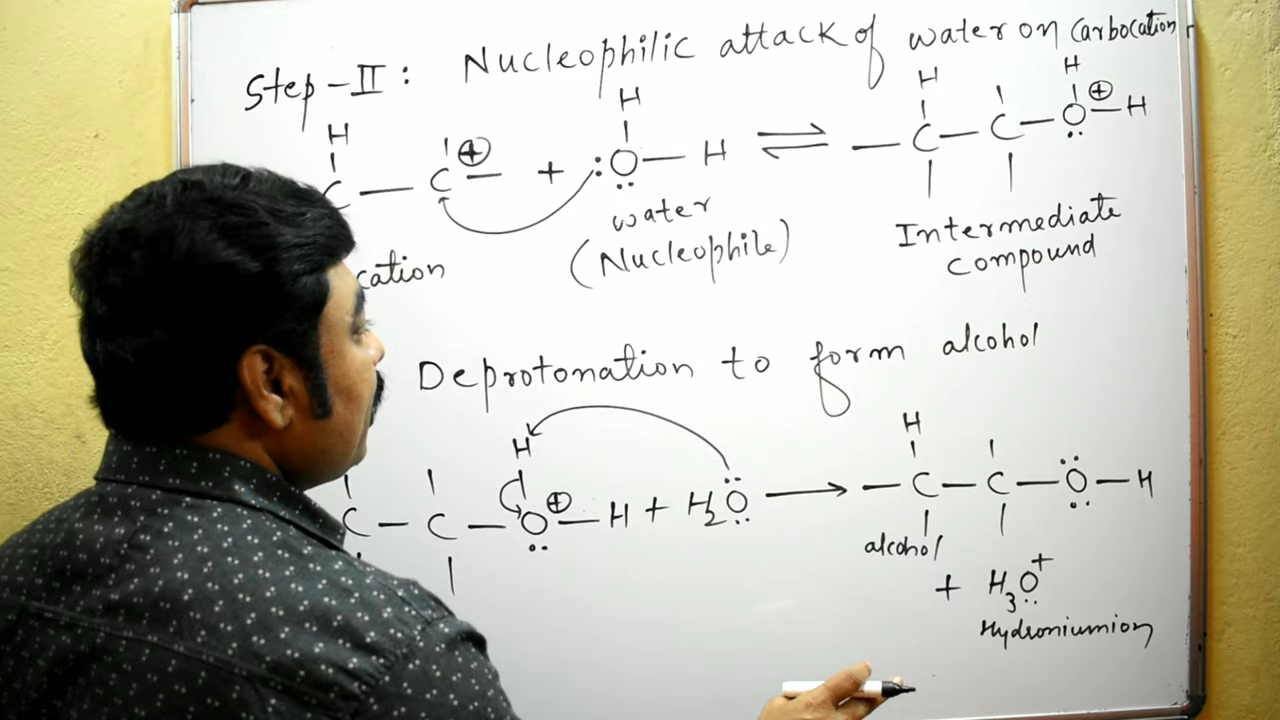 Step-II : Nucleophilic attack of water on Carbocation
H H H H
C — C ⊕ — + :Ö — H ⇌ — C — C — O ⊕ — H
water
(Nucleophile)
cation
Intermediate
compound
Deprotonation to form alcohol
H H
C — C — O ⊕ — H + H2O ⟶ — C — C — O — H
alcohol
+ H3O+
Hydroniumion